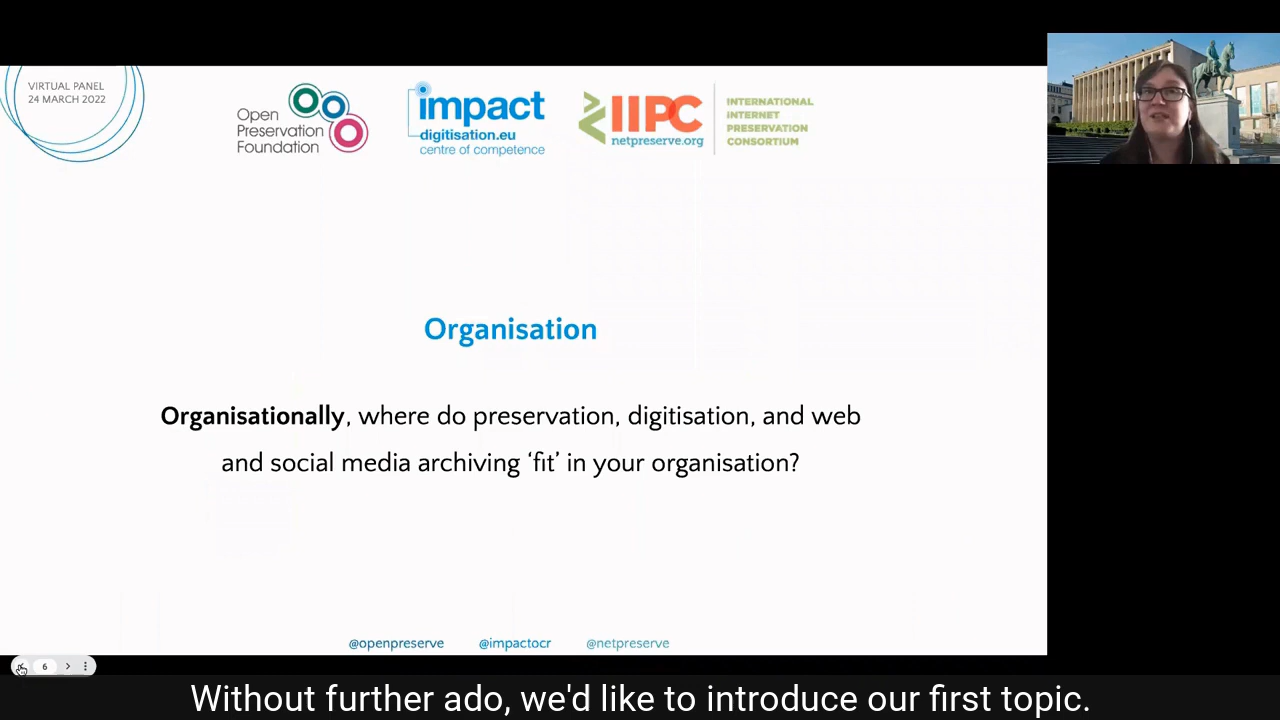 VIRTUAL PANEL
24 MARCH 2022
Open
Preservation
Foundation
impact
digitisation.eu
centre of competence
IIPC
netpreserve.org
INTERNATIONAL
INTERNET
PRESERVATION
CONSORTIUM
Organisation
Organisationally, where do preservation, digitisation, and web
and social media archiving ‘fit’ in your organisation?
@openpreserve @impactocr @netpreserve
6
Without further ado, we'd like to introduce our first topic.